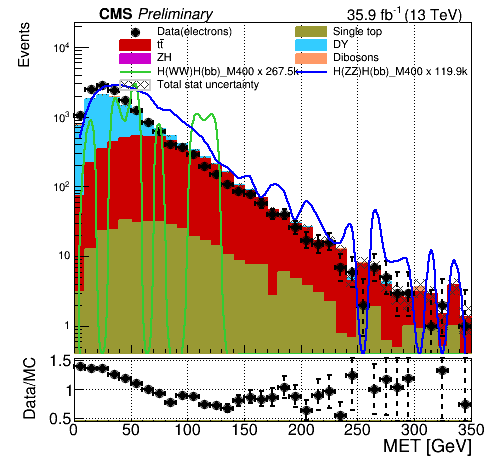 CMS Preliminary 35.9 fb⁻¹ (13 TeV)
Data(electrons) Single top
tt̄ DY
ZH Dibosons
H(WW)H(bb)_M400 x 267.5k H(ZZ)H(bb)_M400 x 119.9k
Total stat uncertainty
Events
10⁴
10³
10²
10
1
Data/MC
1.5
1.0
0.5
0 50 100 150 200 250 300 350
MET [GeV]